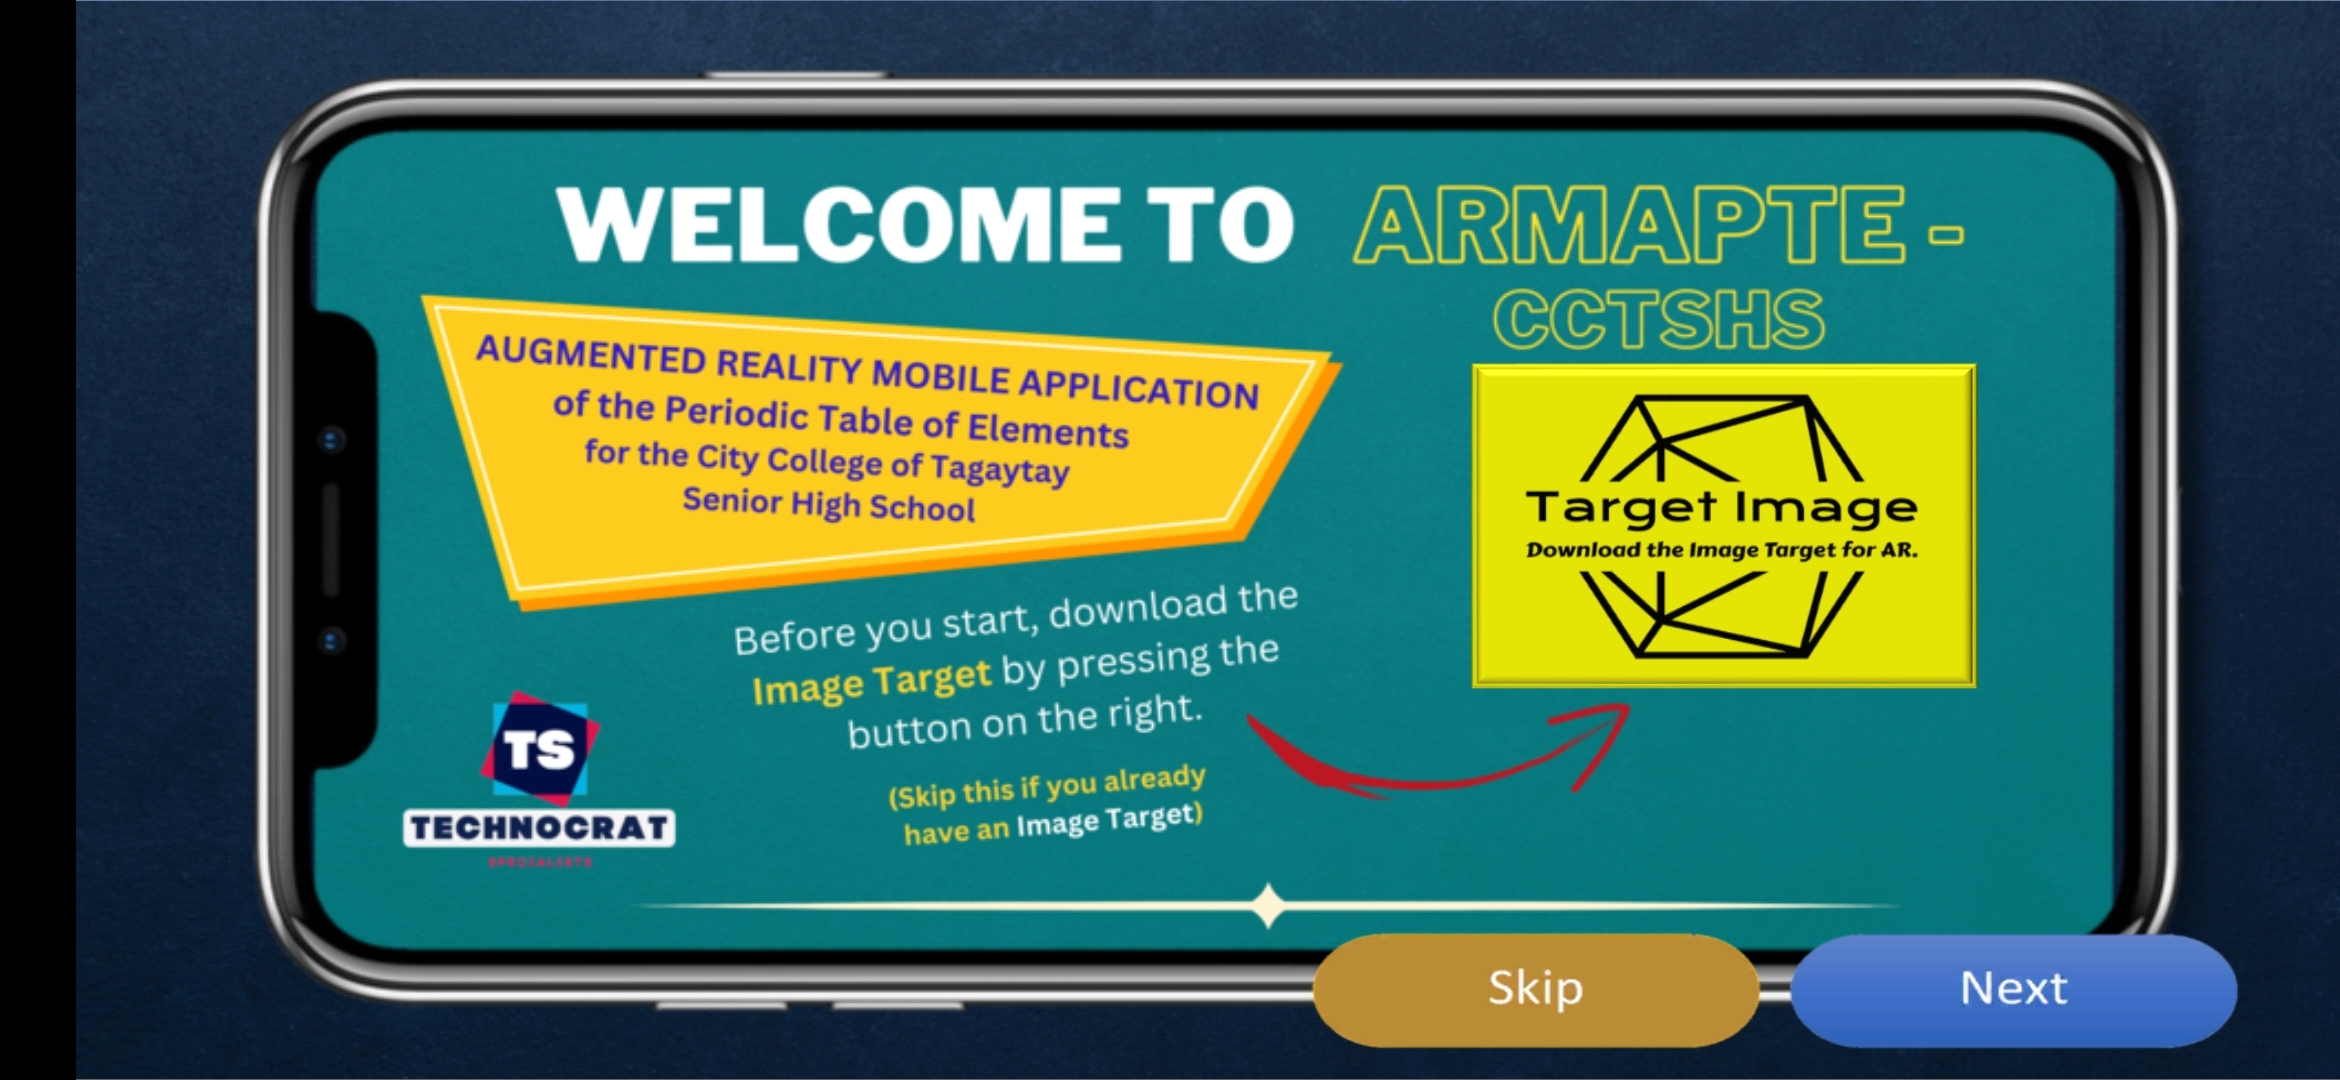 WELCOME TO ARMAPTE -
CCTSHS
AUGMENTED REALITY MOBILE APPLICATION
of the Periodic Table of Elements
for the City College of Tagaytay
Senior High School
Target Image
Download the Image Target for AR.
Before you start, download the
Image Target by pressing the
button on the right.
(Skip this if you already
have an Image Target)
TS
TECHNOCRAT
Skip
Next